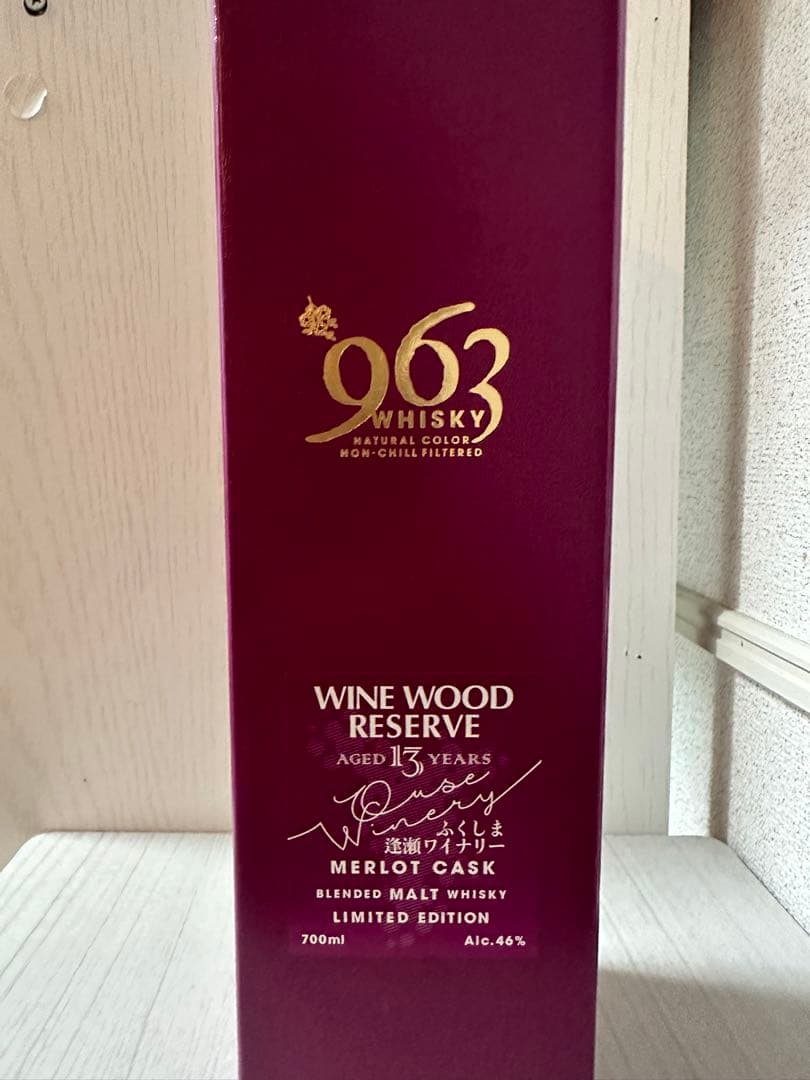 963
WHISKY
NATURAL COLOR
NON-CHILL FILTERED
WINE WOOD
RESERVE
AGED 13 YEARS
Ouse
Winery
ふくしま
逢瀬ワイナリー
MERLOT CASK
BLENDED MALT WHISKY
LIMITED EDITION
700ml Alc.46%